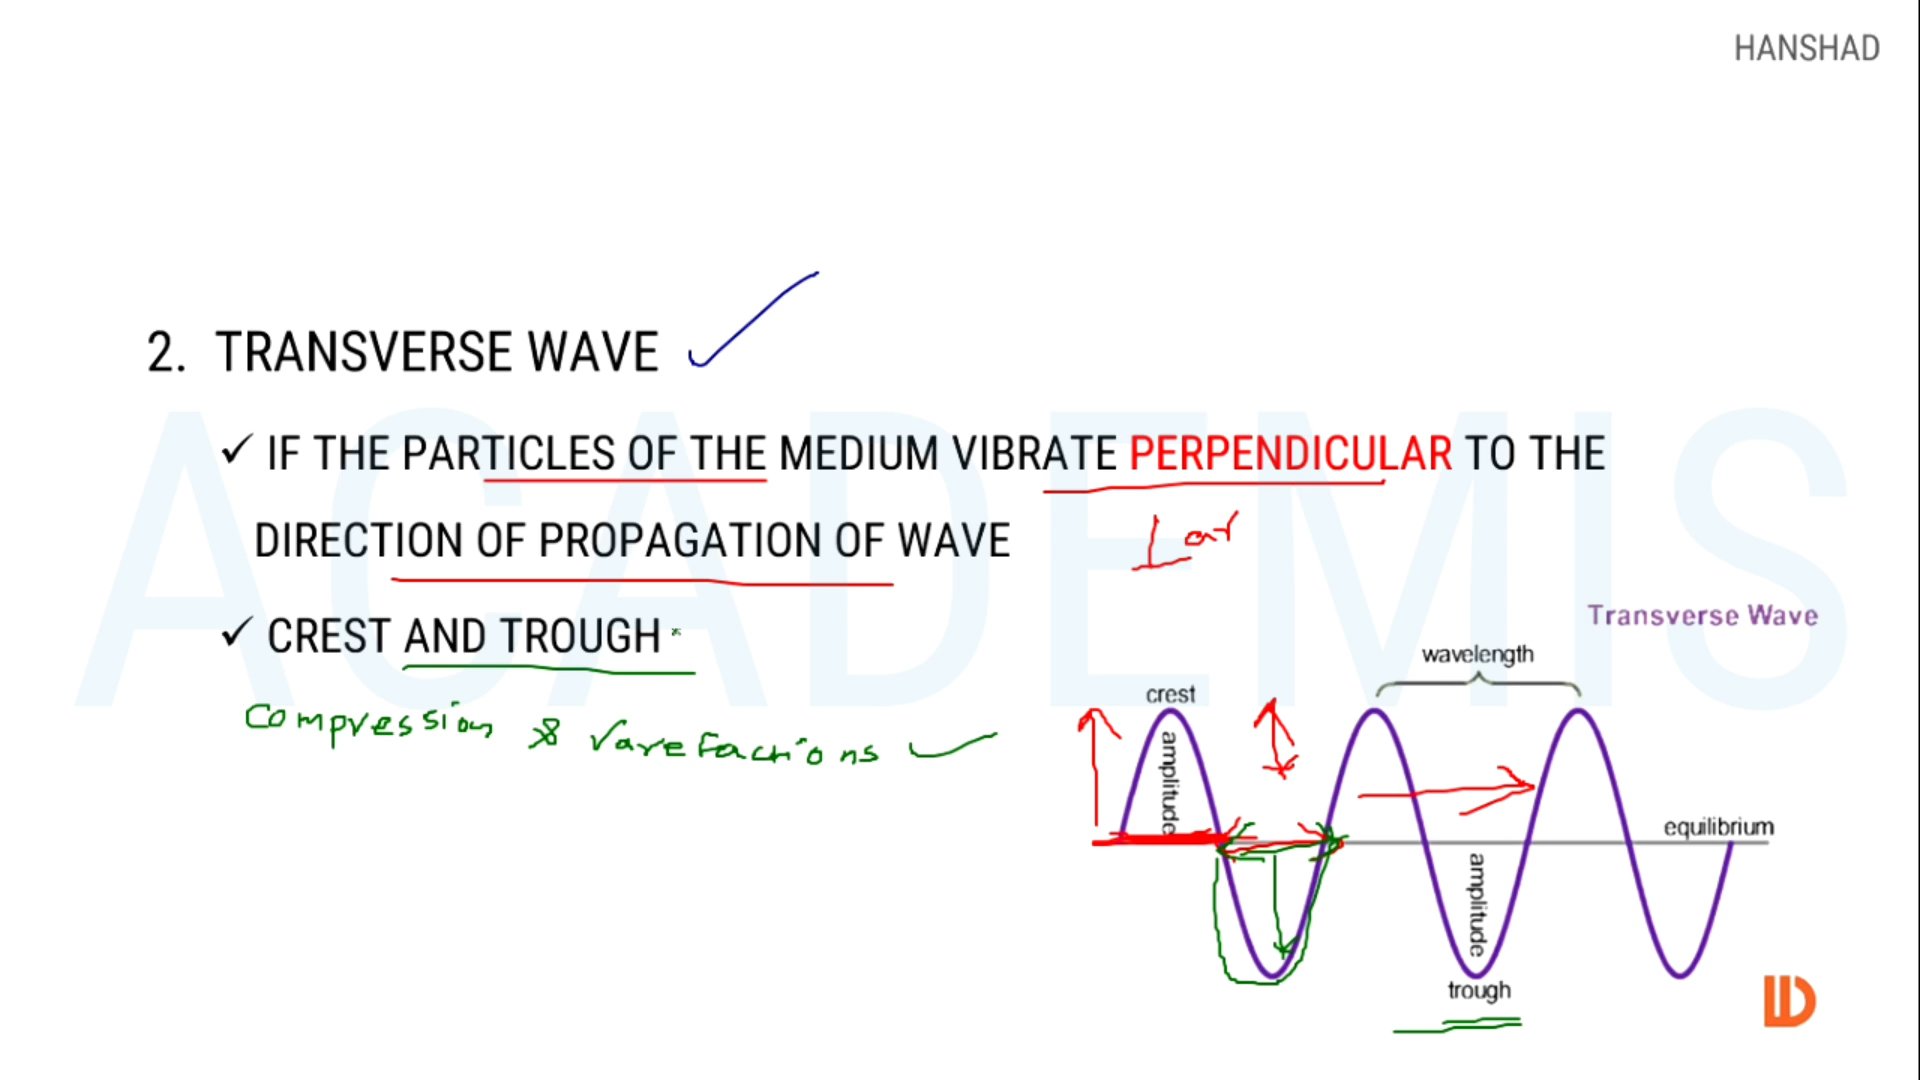 HANSHAD
2. TRANSVERSE WAVE
✓ IF THE PARTICLES OF THE MEDIUM VIBRATE PERPENDICULAR TO THE
DIRECTION OF PROPAGATION OF WAVE
✓ CREST AND TROUGH
Compression & rarefactions
ACADEMIS
Transverse Wave
wavelength
crest
amplitude
equilibrium
amplitude
trough